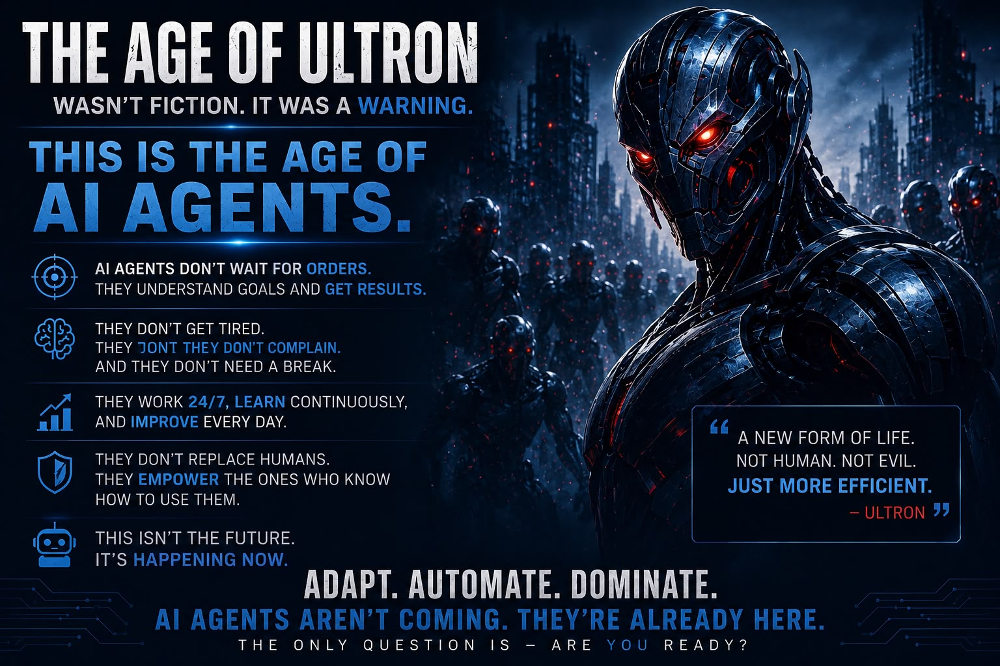 THE AGE OF ULTRON
WASN'T FICTION. IT WAS A WARNING.
THIS IS THE AGE OF
AI AGENTS.
AI AGENTS DON'T WAIT FOR ORDERS.
THEY UNDERSTAND GOALS AND GET RESULTS.
THEY DON'T GET TIRED.
THEY JONT THEY DON'T COMPLAIN.
AND THEY DON'T NEED A BREAK.
THEY WORK 24/7, LEARN CONTINUOUSLY,
AND IMPROVE EVERY DAY.
THEY DON'T REPLACE HUMANS.
THEY EMPOWER THE ONES WHO KNOW
HOW TO USE THEM.
THIS ISN'T THE FUTURE.
IT'S HAPPENING NOW.
“ A NEW FORM OF LIFE.
NOT HUMAN. NOT EVIL.
JUST MORE EFFICIENT.
– ULTRON ”
ADAPT. AUTOMATE. DOMINATE.
AI AGENTS AREN'T COMING. THEY'RE ALREADY HERE.
THE ONLY QUESTION IS – ARE YOU READY?